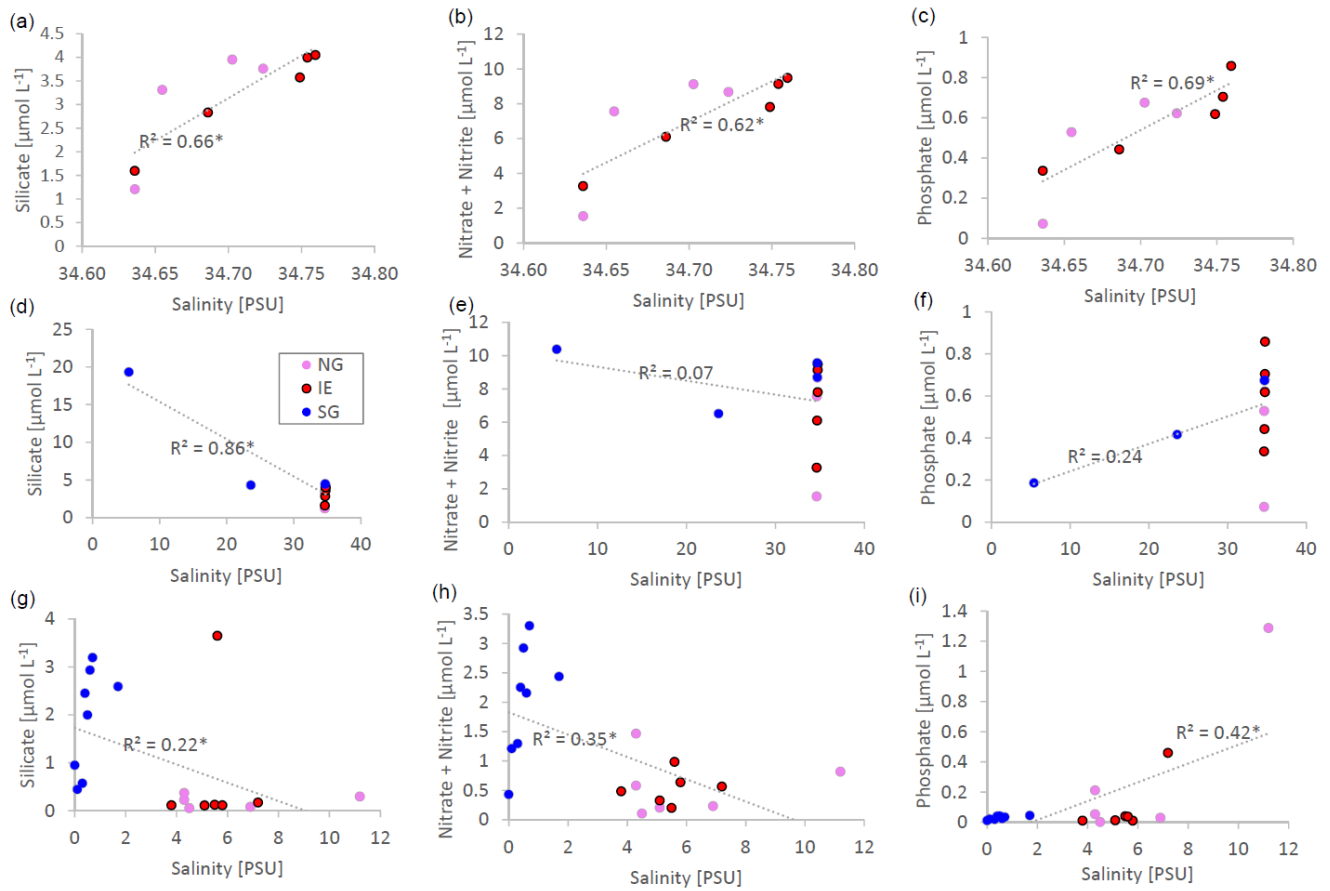 (a)
Silicate [µmol L-1]
4.5
4
3.5
3
2.5
2
1.5
1
0.5
0
R² = 0.66*
34.60
34.65
34.70
34.75
34.80
Salinity [PSU]
(b)
Nitrate + Nitrite [µmol L-1]
12
10
8
6
4
2
0
R² = 0.62*
34.60
34.65
34.70
34.75
34.80
Salinity [PSU]
(c)
Phosphate [µmol L-1]
1
0.8
0.6
0.4
0.2
0
R² = 0.69*
34.60
34.65
34.70
34.75
34.80
Salinity [PSU]
(d)
Silicate [µmol L-1]
25
20
15
10
5
0
NG
IE
SG
R² = 0.86*
0
10
20
30
40
Salinity [PSU]
(e)
Nitrate + Nitrite [µmol L-1]
12
10
8
6
4
2
0
R² = 0.07
0
10
20
30
40
Salinity [PSU]
(f)
Phosphate [µmol L-1]
1
0.8
0.6
0.4
0.2
0
R² = 0.24
0
10
20
30
40
Salinity [PSU]
(g)
Silicate [µmol L-1]
4
3
2
1
0
R² = 0.22*
0
2
4
6
8
10
12
Salinity [PSU]
(h)
Nitrate + Nitrite [µmol L-1]
3.5
3
2.5
2
1.5
1
0.5
0
R² = 0.35*
0
2
4
6
8
10
12
Salinity [PSU]
(i)
Phosphate [µmol L-1]
1.4
1.2
1
0.8
0.6
0.4
0.2
0
R² = 0.42*
0
2
4
6
8
10
12
Salinity [PSU]